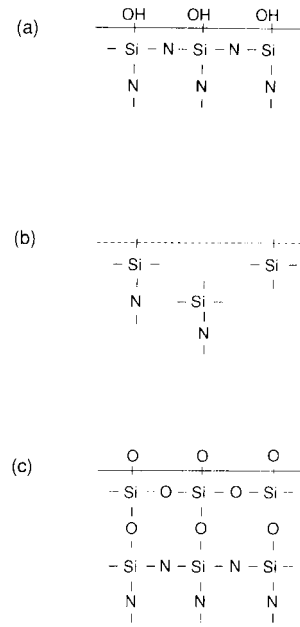 (a)
OH OH OH
– Si – N – Si – N – Si
N N N
(b)
– Si – – Si –
N – Si –
N
(c)
O O O
– Si – O – Si – O – Si –
O O O
– Si – N – Si – N – Si –
N N N